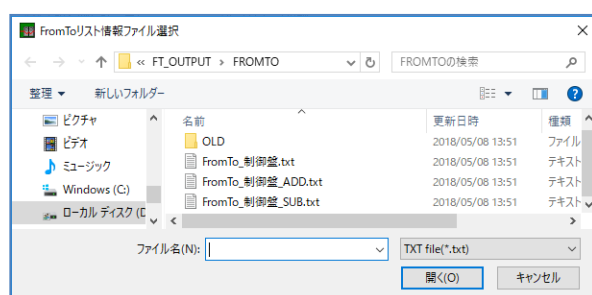 FromToリスト情報ファイル選択
« FT_OUTPUT › FROMTO
FROMTOの検索
整理 新しいフォルダー
名前 更新日時 種類
ピクチャ
ビデオ
ミュージック
Windows (C:)
ローカル ディスク (D
OLD 2018/05/08 13:51 ファイル
FromTo_制御盤.txt 2018/05/08 13:51 テキスト
FromTo_制御盤_ADD.txt 2018/05/08 13:51 テキスト
FromTo_制御盤_SUB.txt 2018/05/08 13:51 テキスト
ファイル名(N): TXT file(*.txt)
開く(O) キャンセル